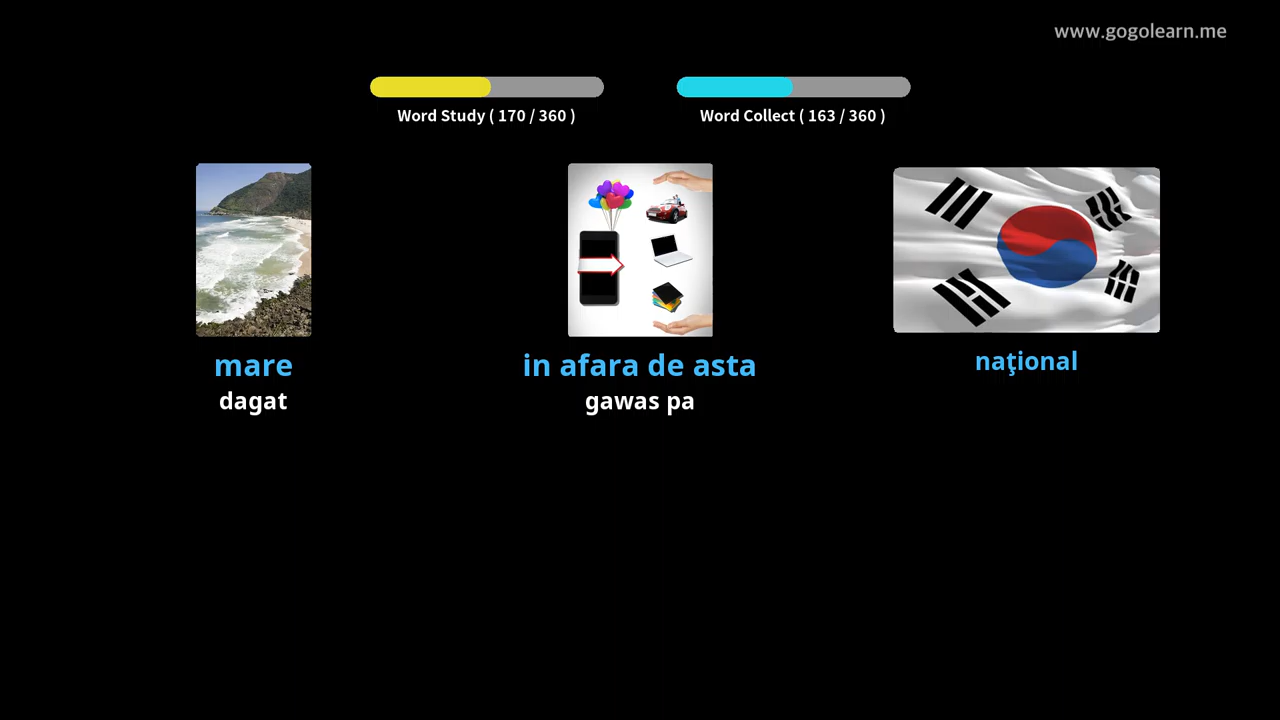 www.gogolearn.me
Word Study ( 170 / 360 )
Word Collect ( 163 / 360 )
mare
dagat
in afara de asta
gawas pa
naţional